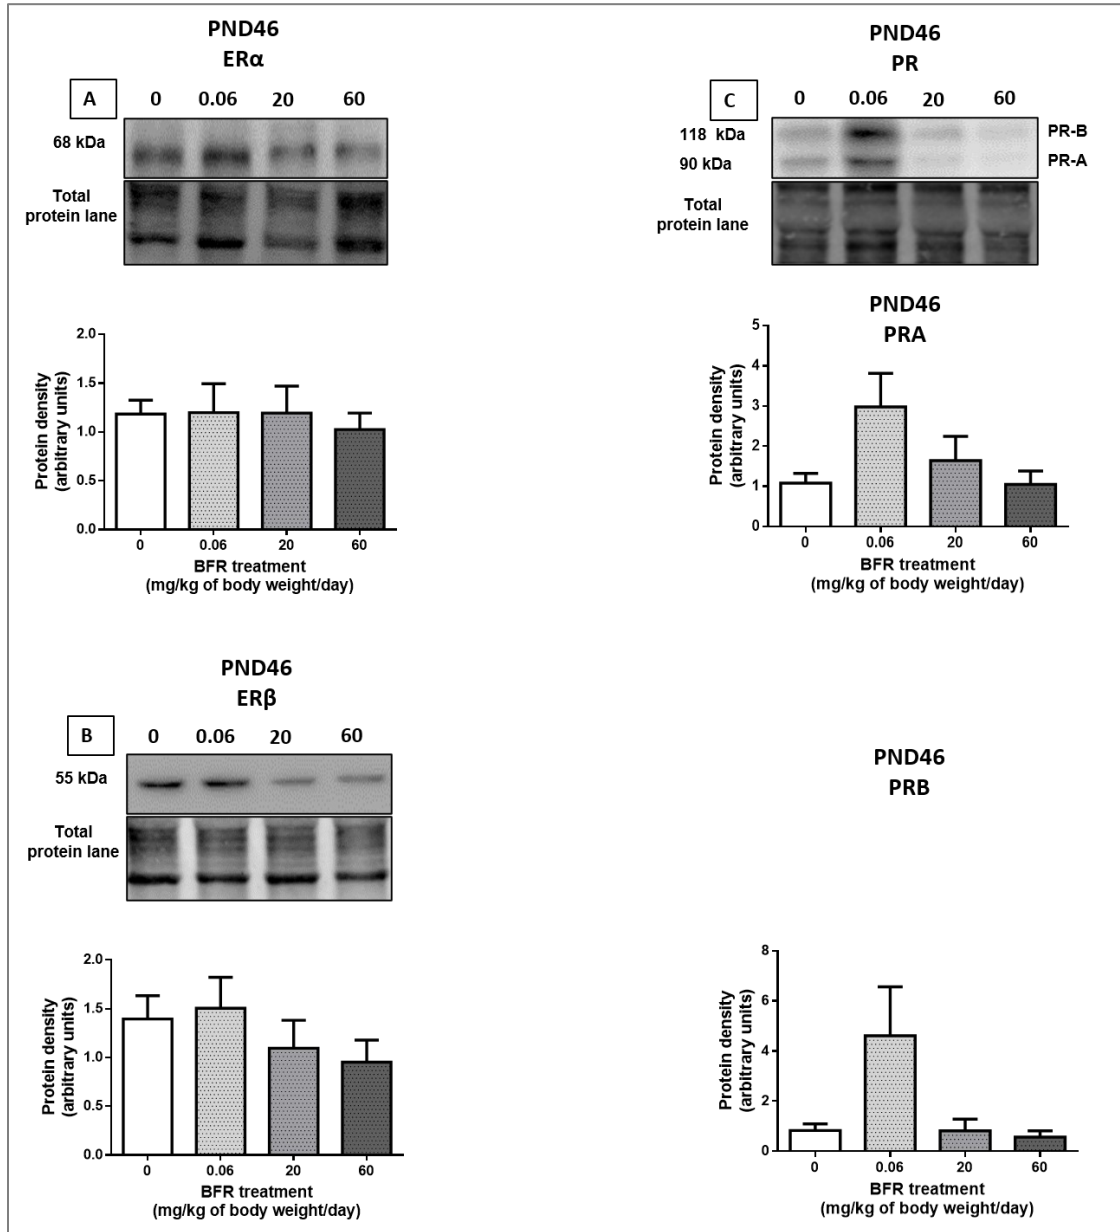 PND46
ERα
A
0 0.06 20 60
68 kDa
Total
protein lane
Protein density
(arbitrary units)
2.0
1.5
1.0
0.5
0.0
0 0.06 20 60
BFR treatment
(mg/kg of body weight/day)
PND46
PR
C
0 0.06 20 60
118 kDa PR-B
90 kDa PR-A
Total
protein lane
PND46
PRA
Protein density
(arbitrary units)
5
4
3
2
1
0
0 0.06 20 60
BFR treatment
(mg/kg of body weight/day)
PND46
ERβ
B
0 0.06 20 60
55 kDa
Total
protein lane
Protein density
(arbitrary units)
2.0
1.5
1.0
0.5
0.0
0 0.06 20 60
BFR treatment
(mg/kg of body weight/day)
PND46
PRB
Protein density
(arbitrary units)
8
6
4
2
0
0 0.06 20 60
BFR treatment
(mg/kg of body weight/day)